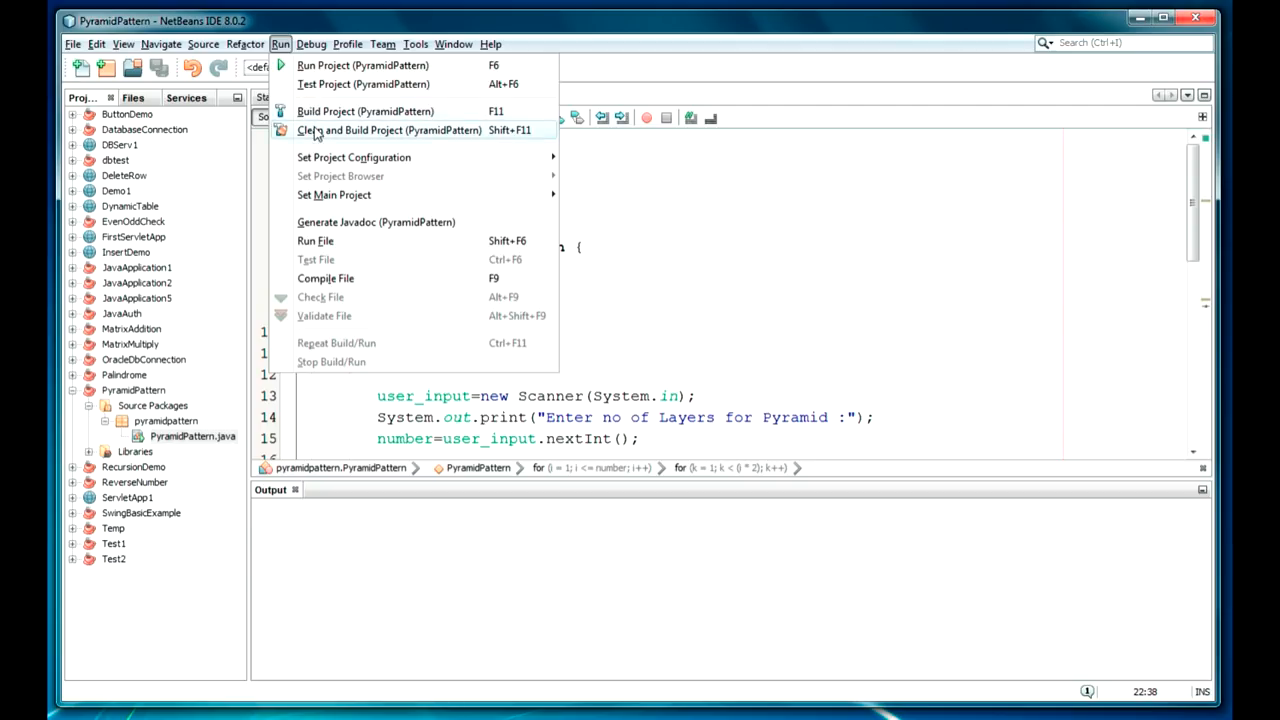 PyramidPattern - NetBeans IDE 8.0.2
File Edit View Navigate Source Refactor Run Debug Profile Team Tools Window Help
Search (Ctrl+I)
Proj... Files Services
ButtonDemo
DatabaseConnection
DBServ1
dbtest
DeleteRow
Demo1
DynamicTable
EvenOddCheck
FirstServletApp
InsertDemo
JavaApplication1
JavaApplication2
JavaApplication5
JavaAuth
MatrixAddition
MatrixMultiply
OracleDbConnection
Palindrome
PyramidPattern
Source Packages
pyramidpattern
PyramidPattern.java
Libraries
RecursionDemo
ReverseNumber
ServletApp1
SwingBasicExample
Temp
Test1
Test2
Run Project (PyramidPattern) F6
Test Project (PyramidPattern) Alt+F6
Build Project (PyramidPattern) F11
Clean and Build Project (PyramidPattern) Shift+F11
Set Project Configuration
Set Project Browser
Set Main Project
Generate Javadoc (PyramidPattern)
Run File Shift+F6
Test File Ctrl+F6
Compile File F9
Check File Alt+F9
Validate File Alt+Shift+F9
Repeat Build/Run Ctrl+F11
Stop Build/Run
{
12
13 user_input=new Scanner(System.in);
14 System.out.print("Enter no of Layers for Pyramid :");
15 number=user_input.nextInt();
pyramidpattern.PyramidPattern PyramidPattern for (i = 1; i <= number; i++) for (k = 1; k < (i * 2); k++)
Output
1 22:38 INS